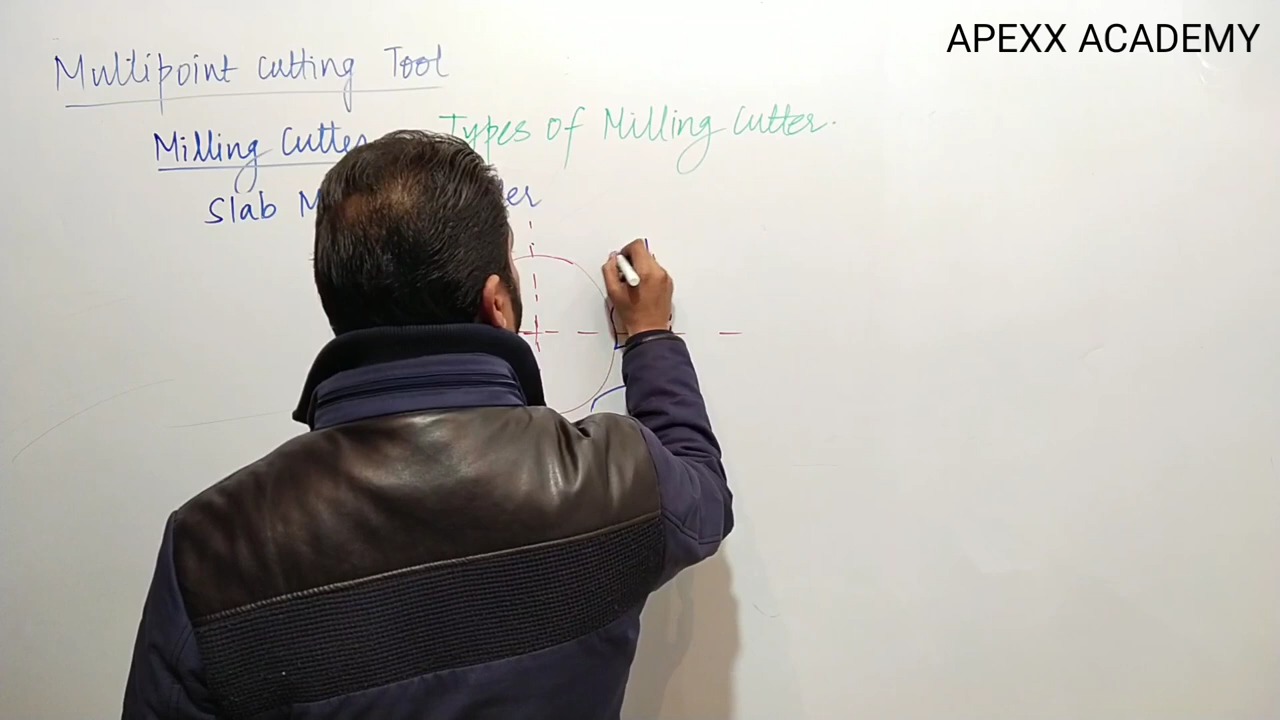 APEXX ACADEMY
Multipoint cutting Tool
Milling Cutter Types of Milling Cutter.
Slab